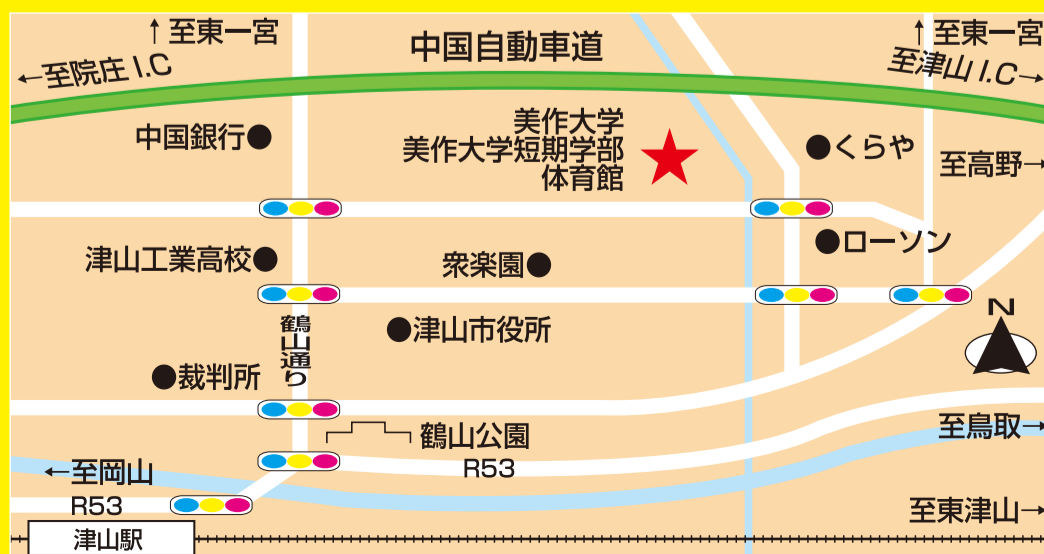 ↑至東一宮
中国自動車道
↑至東一宮
←至院庄I.C
至津山I.C→
中国銀行●
美作大学
美作大学短期学部
体育館
●くらや
至高野→
津山工業高校●
衆楽園●
●ローソン
N
鶴山通り
●津山市役所
●裁判所
鶴山公園
至鳥取→
R53
←至岡山
R53
至東津山→
津山駅